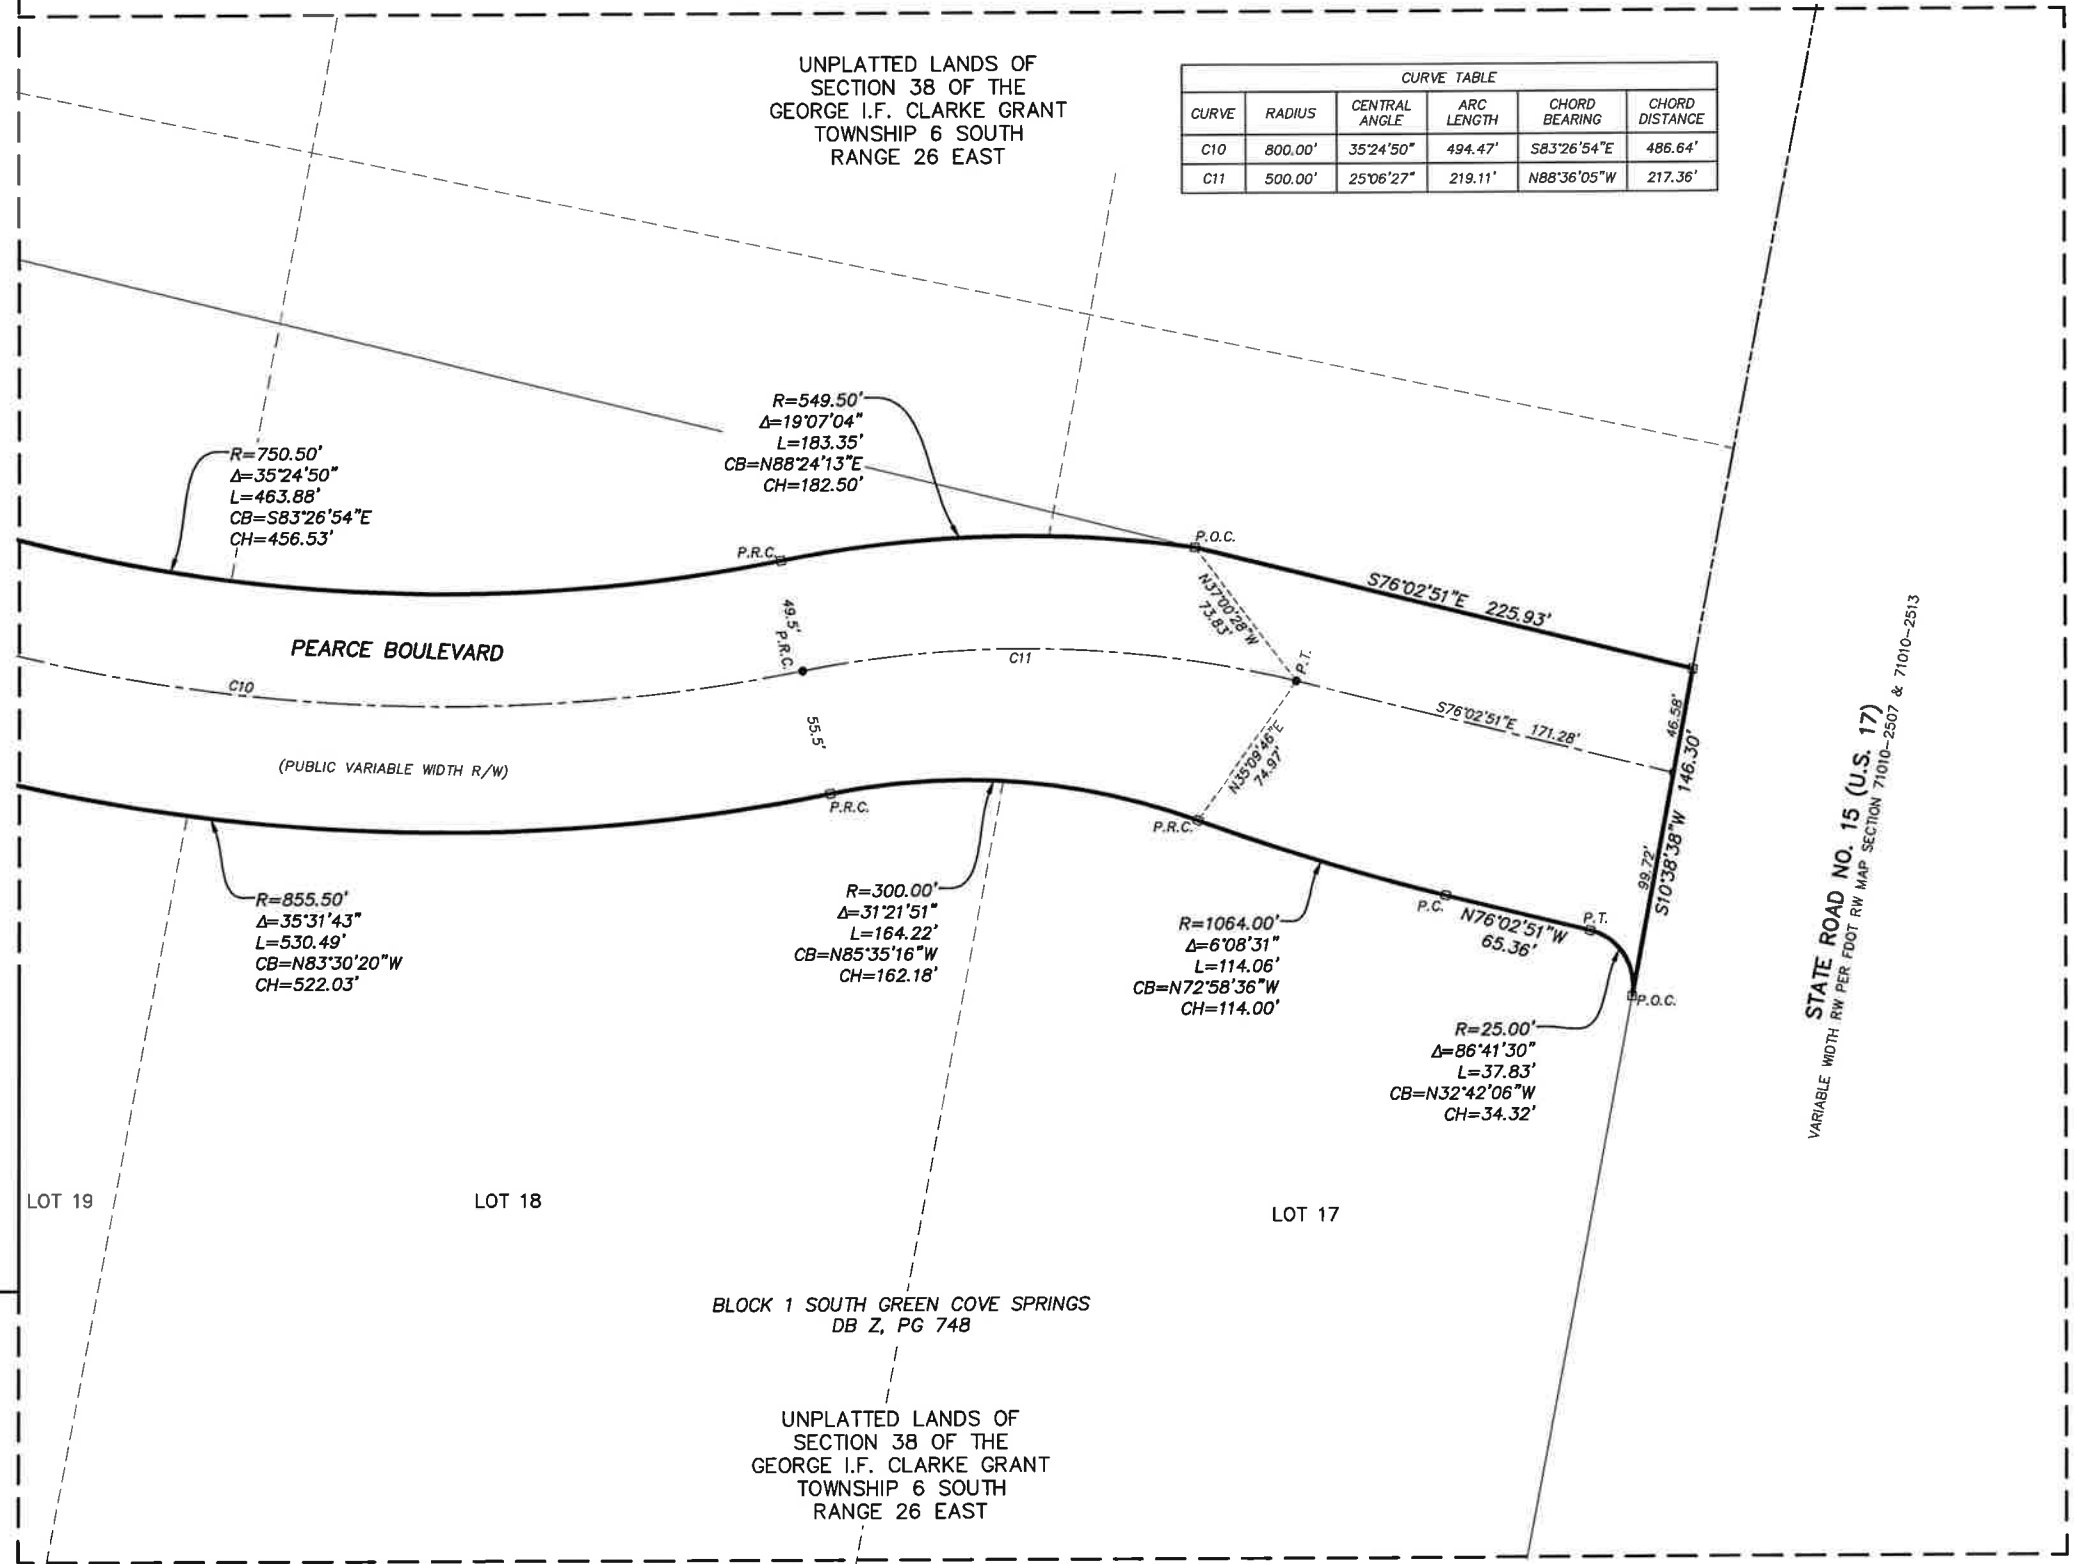 UNPLATTED LANDS OF
SECTION 38 OF THE
GEORGE I.F. CLARKE GRANT
TOWNSHIP 6 SOUTH
RANGE 26 EAST
CURVE TABLE
CURVE RADIUS CENTRAL ANGLE ARC LENGTH CHORD BEARING CHORD DISTANCE
C10 800.00' 35°24'50" 494.47' S83°26'54"E 486.64'
C11 500.00' 25°06'27" 219.11' N88°36'05"W 217.36'
R=549.50'
Δ=19°07'04"
L=183.35'
CB=N88°24'13"E
CH=182.50'
R=750.50'
Δ=35°24'50"
L=463.88'
CB=S83°26'54"E
CH=456.53'
P.R.C.
P.O.C.
S76°02'51"E 225.93'
N37°00'28"W
73.83'
49.5'
P.R.C.
PEARCE BOULEVARD
C11
P.T.
C10
S76°02'51"E 171.28'
46.58'
146.30'
S10°38'38"W
99.72'
55.5'
N35°09'46"E
74.97'
(PUBLIC VARIABLE WIDTH R/W)
P.R.C.
P.R.C.
STATE ROAD NO. 15 (U.S. 17)
VARIABLE WIDTH RW PER FDOT RW MAP SECTION 71010-2507 & 71010-2513
R=855.50'
Δ=35°31'43"
L=530.49'
CB=N83°30'20"W
CH=522.03'
R=300.00'
Δ=31°21'51"
L=164.22'
CB=N85°35'16"W
CH=162.18'
P.C.
N76°02'51"W
65.36'
P.T.
R=1064.00'
Δ=6°08'31"
L=114.06'
CB=N72°58'36"W
CH=114.00'
P.O.C.
R=25.00'
Δ=86°41'30"
L=37.83'
CB=N32°42'06"W
CH=34.32'
LOT 19
LOT 18
LOT 17
BLOCK 1 SOUTH GREEN COVE SPRINGS
DB Z, PG 748
UNPLATTED LANDS OF
SECTION 38 OF THE
GEORGE I.F. CLARKE GRANT
TOWNSHIP 6 SOUTH
RANGE 26 EAST